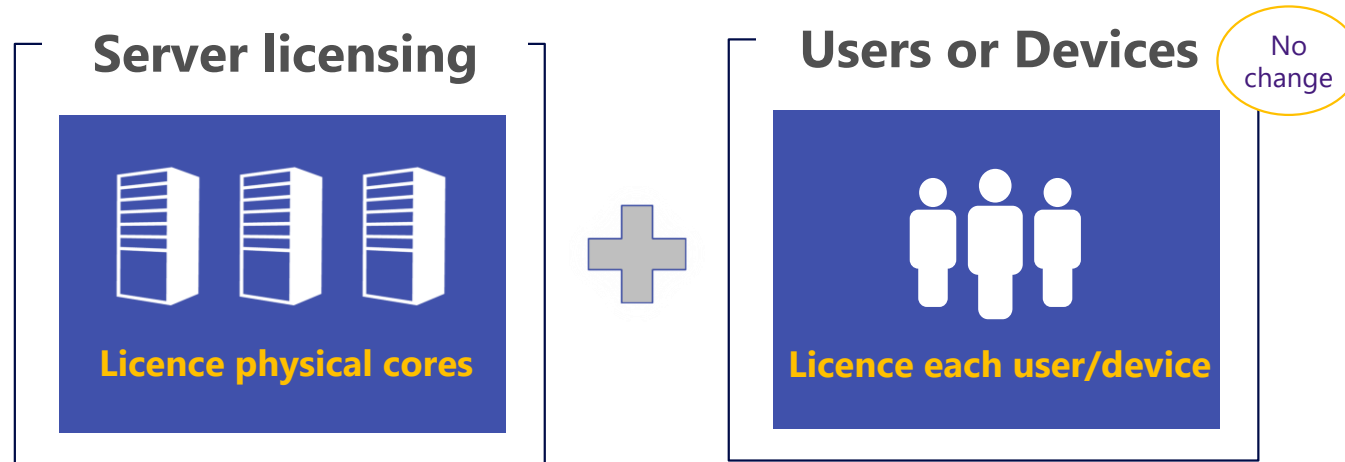 Server licensing
Licence physical cores
Users or Devices
No
change
Licence each user/device